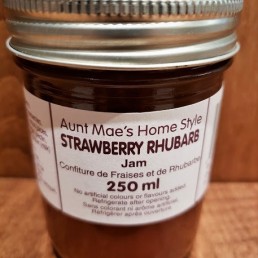 Aunt Mae's Home Style
STRAWBERRY RHUBARB
Jam
Confiture de Fraises et de Rhubarbe
250 ml
No artificial colours or flavours added
Refrigerate after opening
Sans colorant ni arôme artificiel
Refrigérer après ouverture